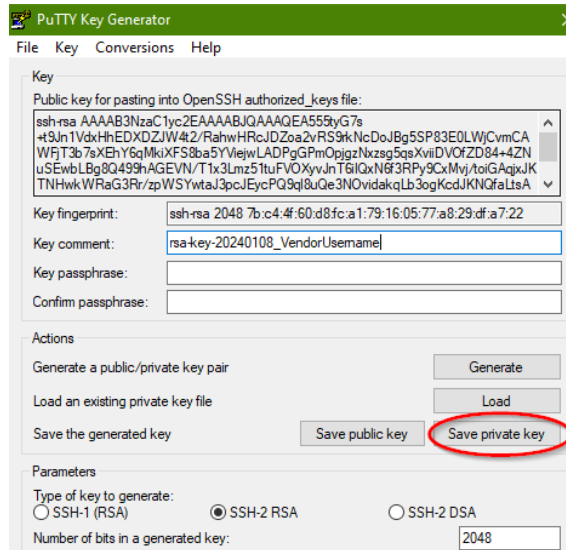 PuTTY Key Generator
File Key Conversions Help
Key
Public key for pasting into OpenSSH authorized_keys file:
ssh-rsa AAAAB3NzaC1yc2EAAAABJQAAAQEA555tyG7s
+t9Jn1VdxHhEDXDZJW4t2/RahwHRcJDZoa2vRS9rkNcDoJBg5SP83E0LWjCvmCA
WFjT3b7sXEhY6qMkiXFS8ba5YViejwLADPgGPmOpjgzNxzsg5qsXviiDVOfZD84+4ZN
uSEwbLBg8Q499hAGEVN/T1x3Lmz51tuFVOXyvJnT6ilQxN6f3RPy9CxMvj/toiGAqjxJK
TNHwkWRaG3Rr/zpWSYwtaJ3pcJEycPQ9ql8uQe3NOvidakqLb3ogKcdJKNQfaLtsA
Key fingerprint: ssh-rsa 2048 7b:c4:4f:60:d8:fc:a1:79:16:05:77:a8:29:df:a7:22
Key comment: rsa-key-20240108_VendorUsername
Key passphrase:
Confirm passphrase:
Actions
Generate a public/private key pair Generate
Load an existing private key file Load
Save the generated key Save public key Save private key
Parameters
Type of key to generate:
SSH-1 (RSA) SSH-2 RSA SSH-2 DSA
Number of bits in a generated key: 2048